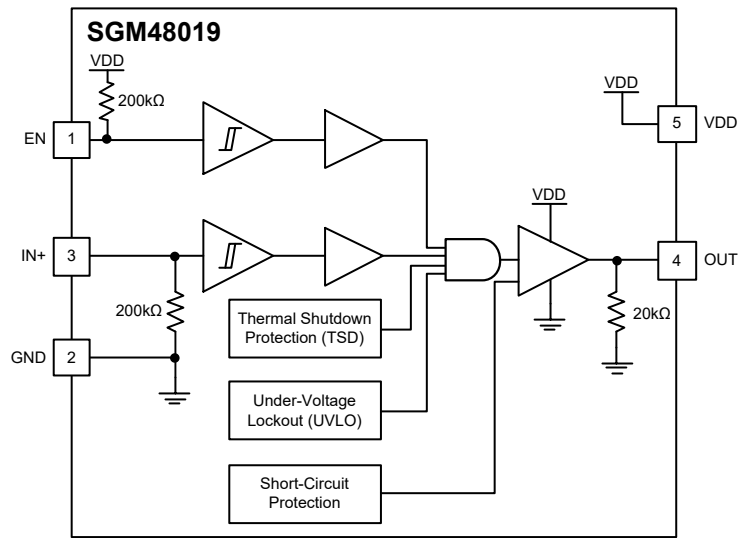 SGM48019
VDD
200kΩ
EN
1
VDD
5
VDD
IN+
3
VDD
4
OUT
200kΩ
20kΩ
Thermal Shutdown
Protection (TSD)
GND
2
Under-Voltage
Lockout (UVLO)
Short-Circuit
Protection